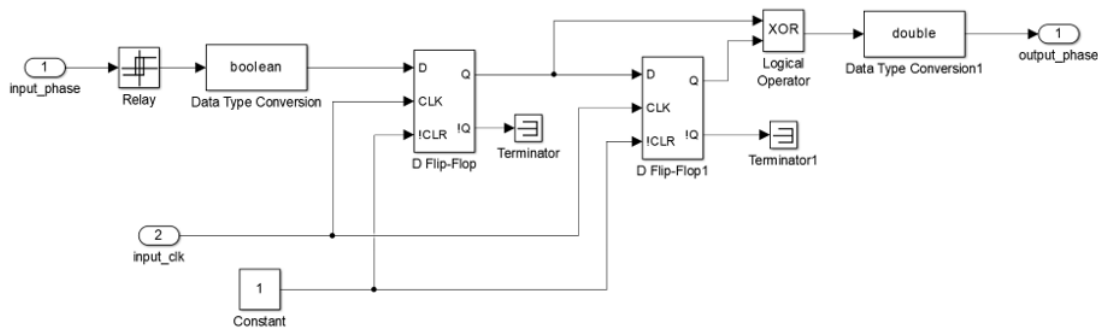 1
input_phase
Relay
boolean
Data Type Conversion
D
CLK
!CLR
Q
!Q
D Flip-Flop
Terminator
D
CLK
!CLR
Q
!Q
D Flip-Flop1
XOR
Logical
Operator
Terminator1
double
Data Type Conversion1
1
output_phase
2
input_clk
1
Constant